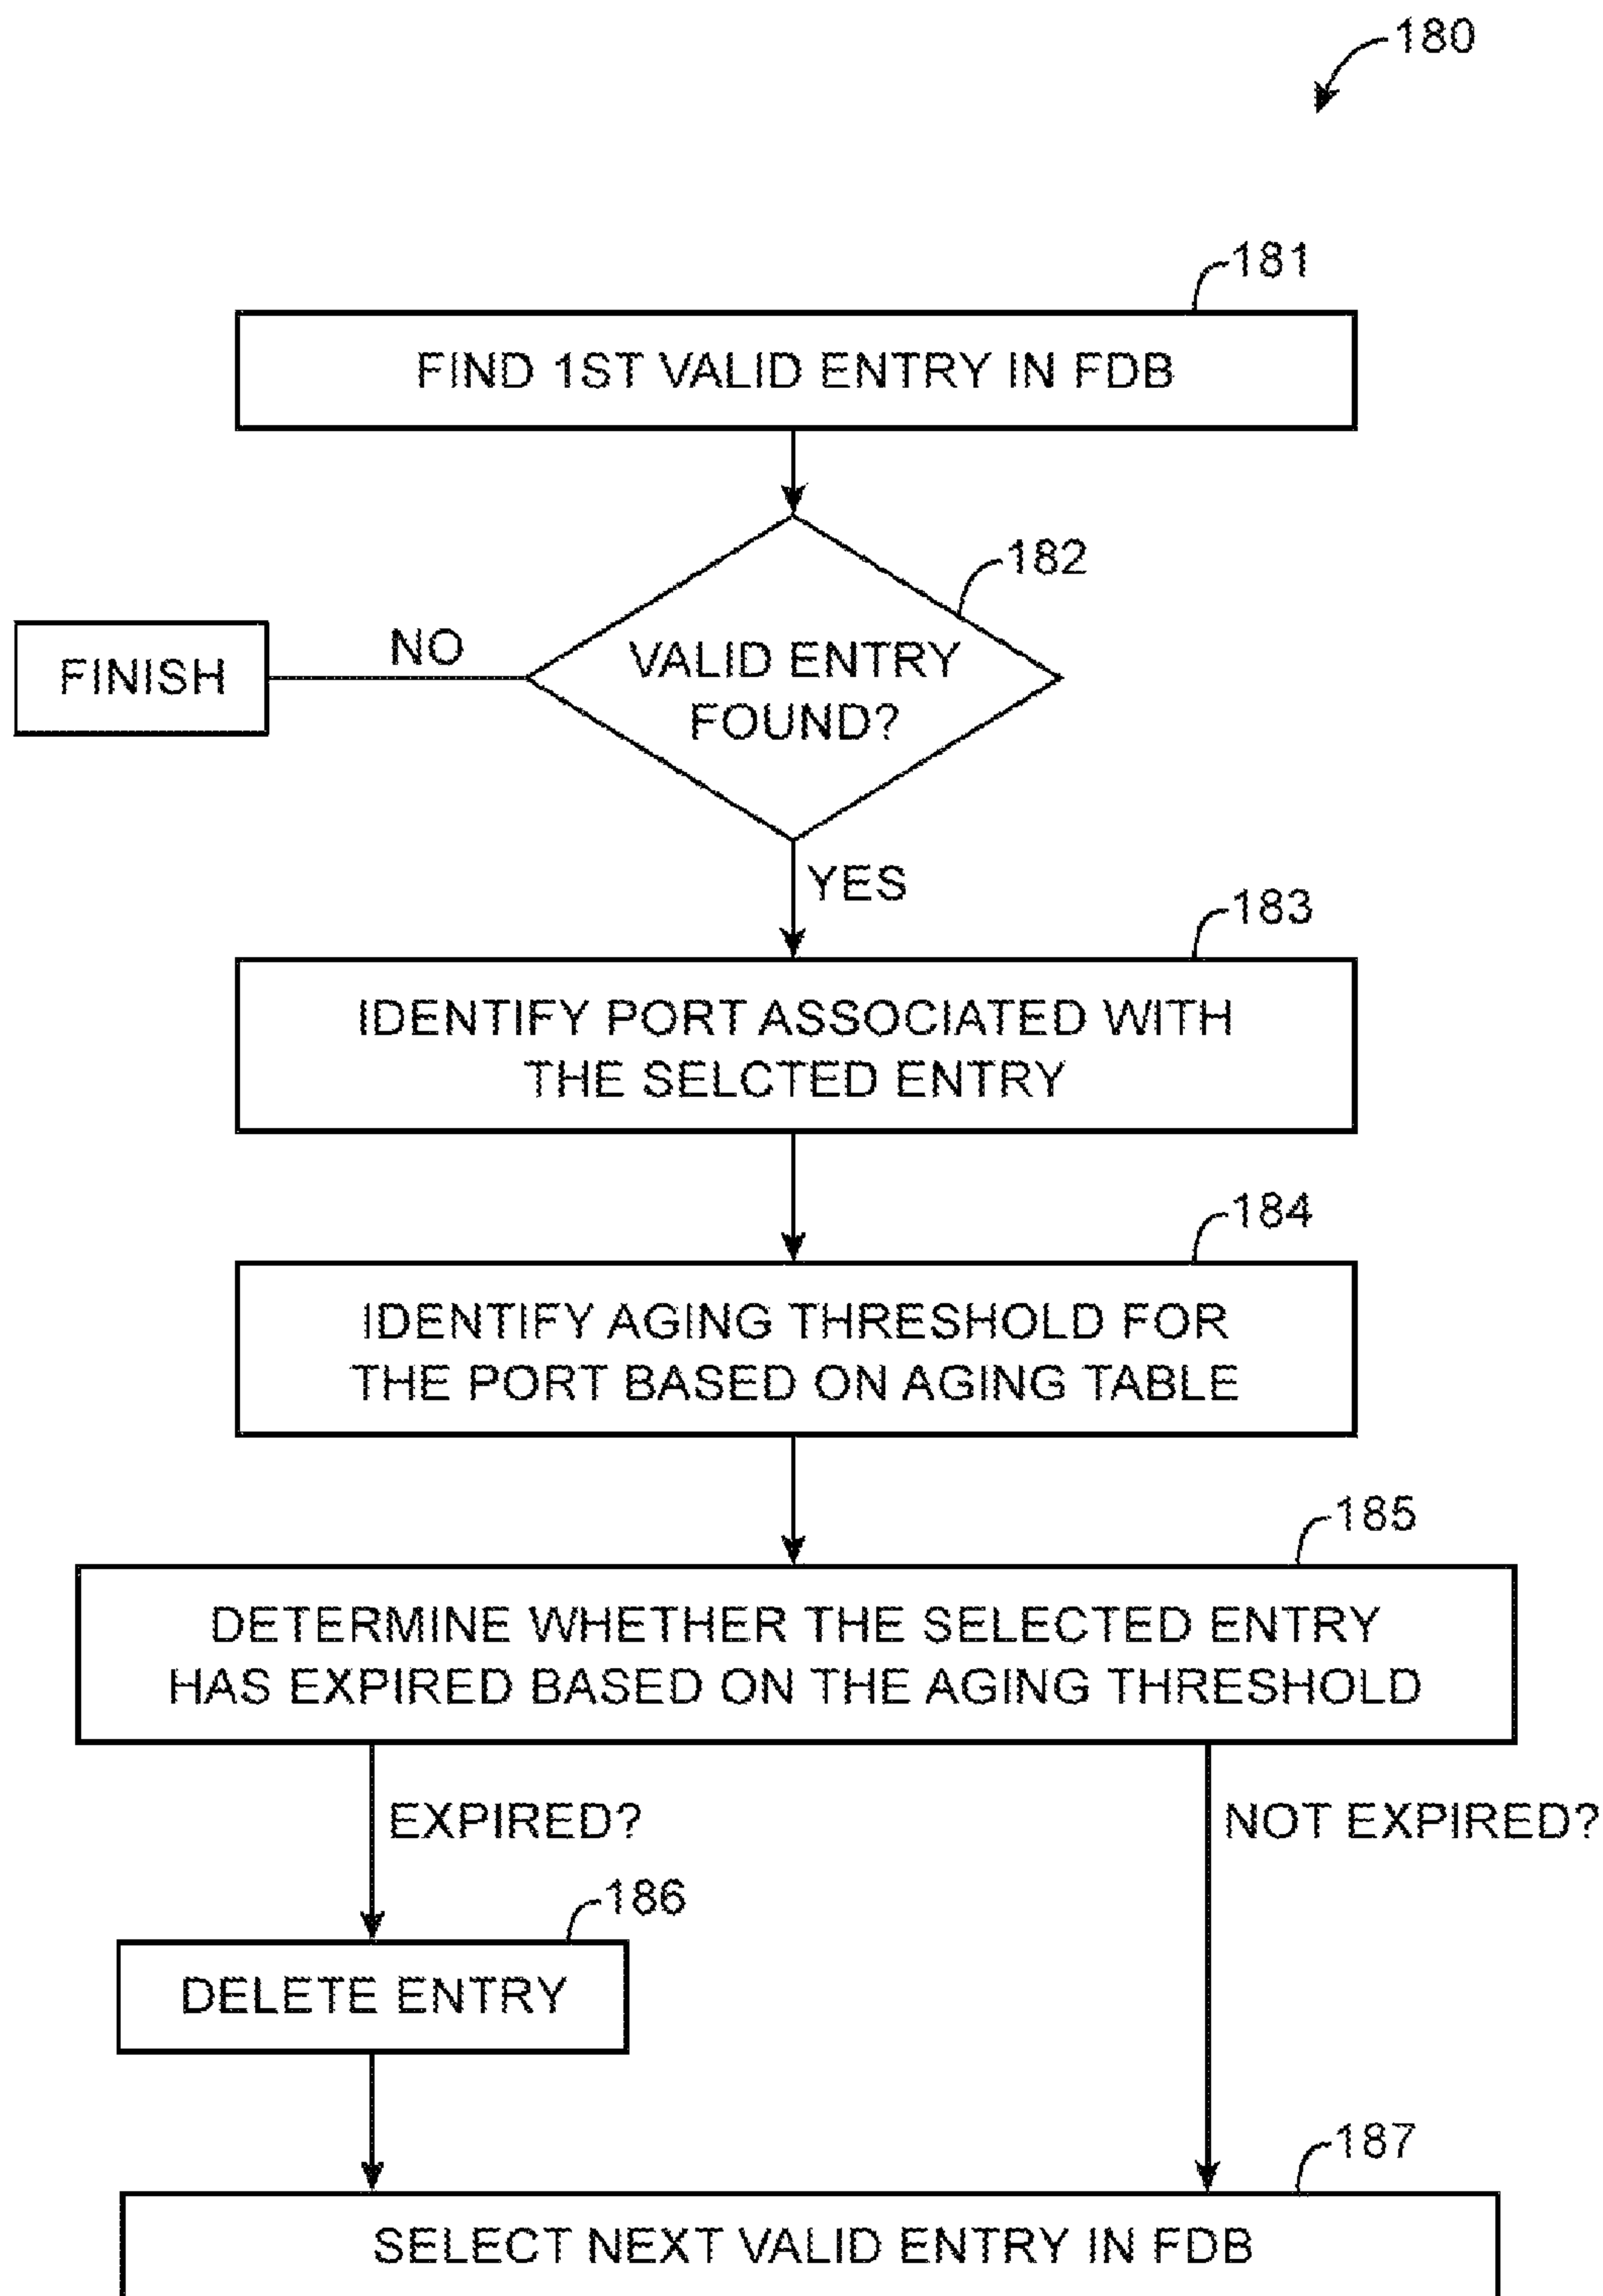 180
181
FIND 1ST VALID ENTRY IN FDB
182
VALID ENTRY
FOUND?
NO
FINISH
YES
183
IDENTIFY PORT ASSOCIATED WITH
THE SELCTED ENTRY
184
IDENTIFY AGING THRESHOLD FOR
THE PORT BASED ON AGING TABLE
185
DETERMINE WHETHER THE SELECTED ENTRY
HAS EXPIRED BASED ON THE AGING THRESHOLD
EXPIRED?
NOT EXPIRED?
186
DELETE ENTRY
187
SELECT NEXT VALID ENTRY IN FDB